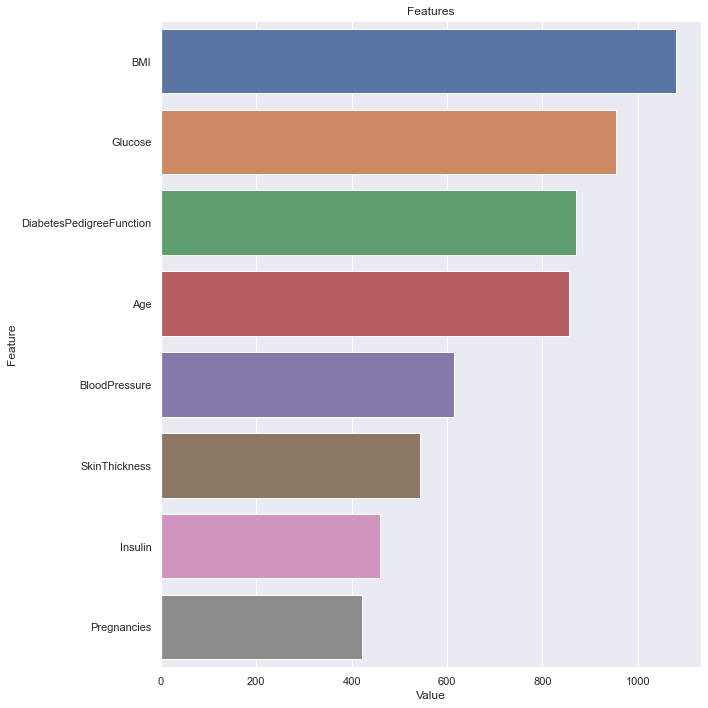 Features
BMI
Glucose
DiabetesPedigreeFunction
Age
Feature
BloodPressure
SkinThickness
Insulin
Pregnancies
0 200 400 600 800 1000
Value